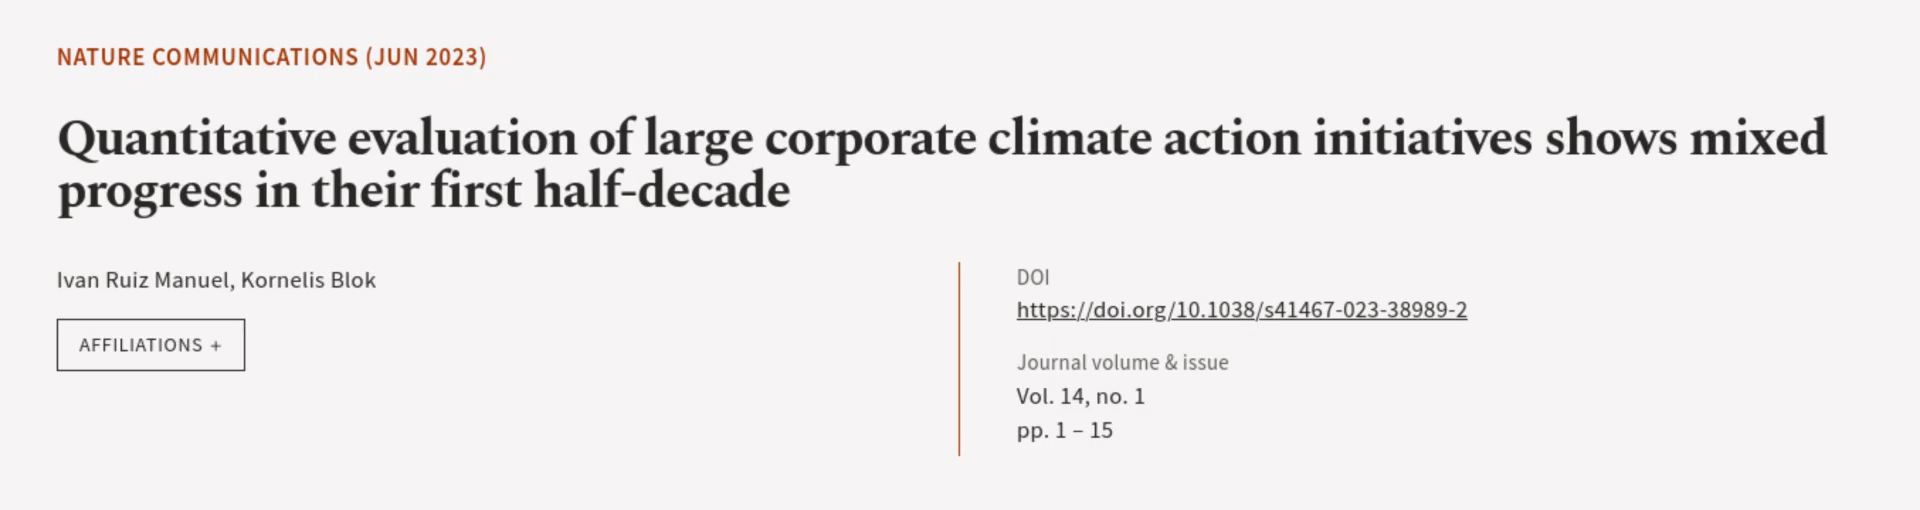 NATURE COMMUNICATIONS (JUN 2023)
Quantitative evaluation of large corporate climate action initiatives shows mixed
progress in their first half-decade
Ivan Ruiz Manuel, Kornelis Blok
AFFILIATIONS +
DOI
https://doi.org/10.1038/s41467-023-38989-2
Journal volume & issue
Vol. 14, no. 1
pp. 1 – 15